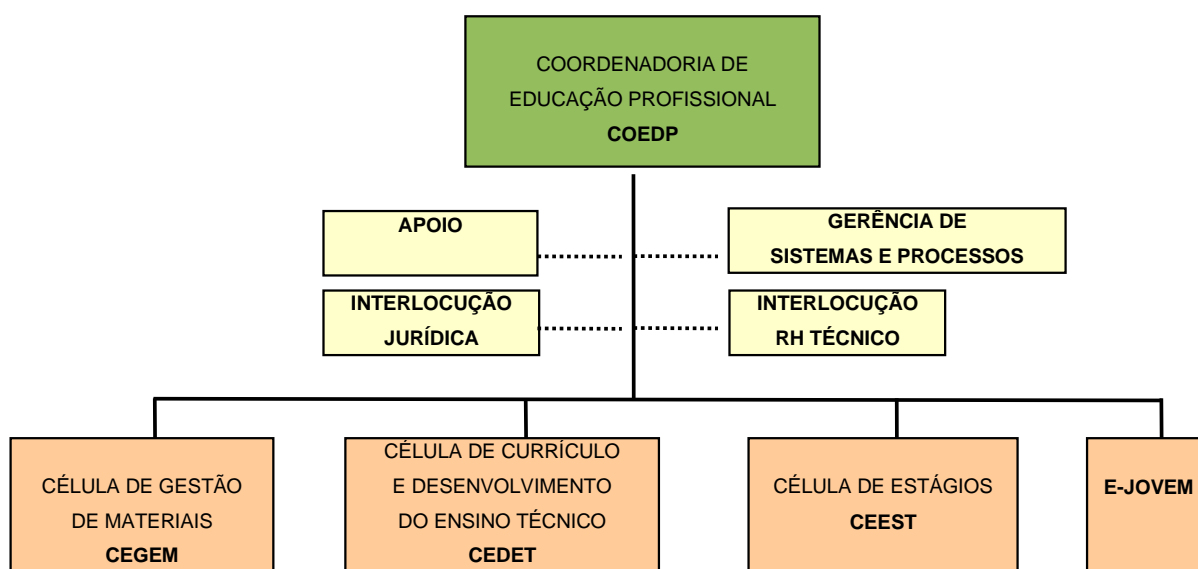 COORDENADORIA DE
EDUCAÇÃO PROFISSIONAL
COEDP
APOIO
GERÊNCIA DE
SISTEMAS E PROCESSOS
INTERLOCUÇÃO
JURÍDICA
INTERLOCUÇÃO
RH TÉCNICO
CÉLULA DE GESTÃO
DE MATERIAIS
CEGEM
CÉLULA DE CURRÍCULO
E DESENVOLVIMENTO
DO ENSINO TÉCNICO
CEDET
CÉLULA DE ESTÁGIOS
CEEST
E-JOVEM